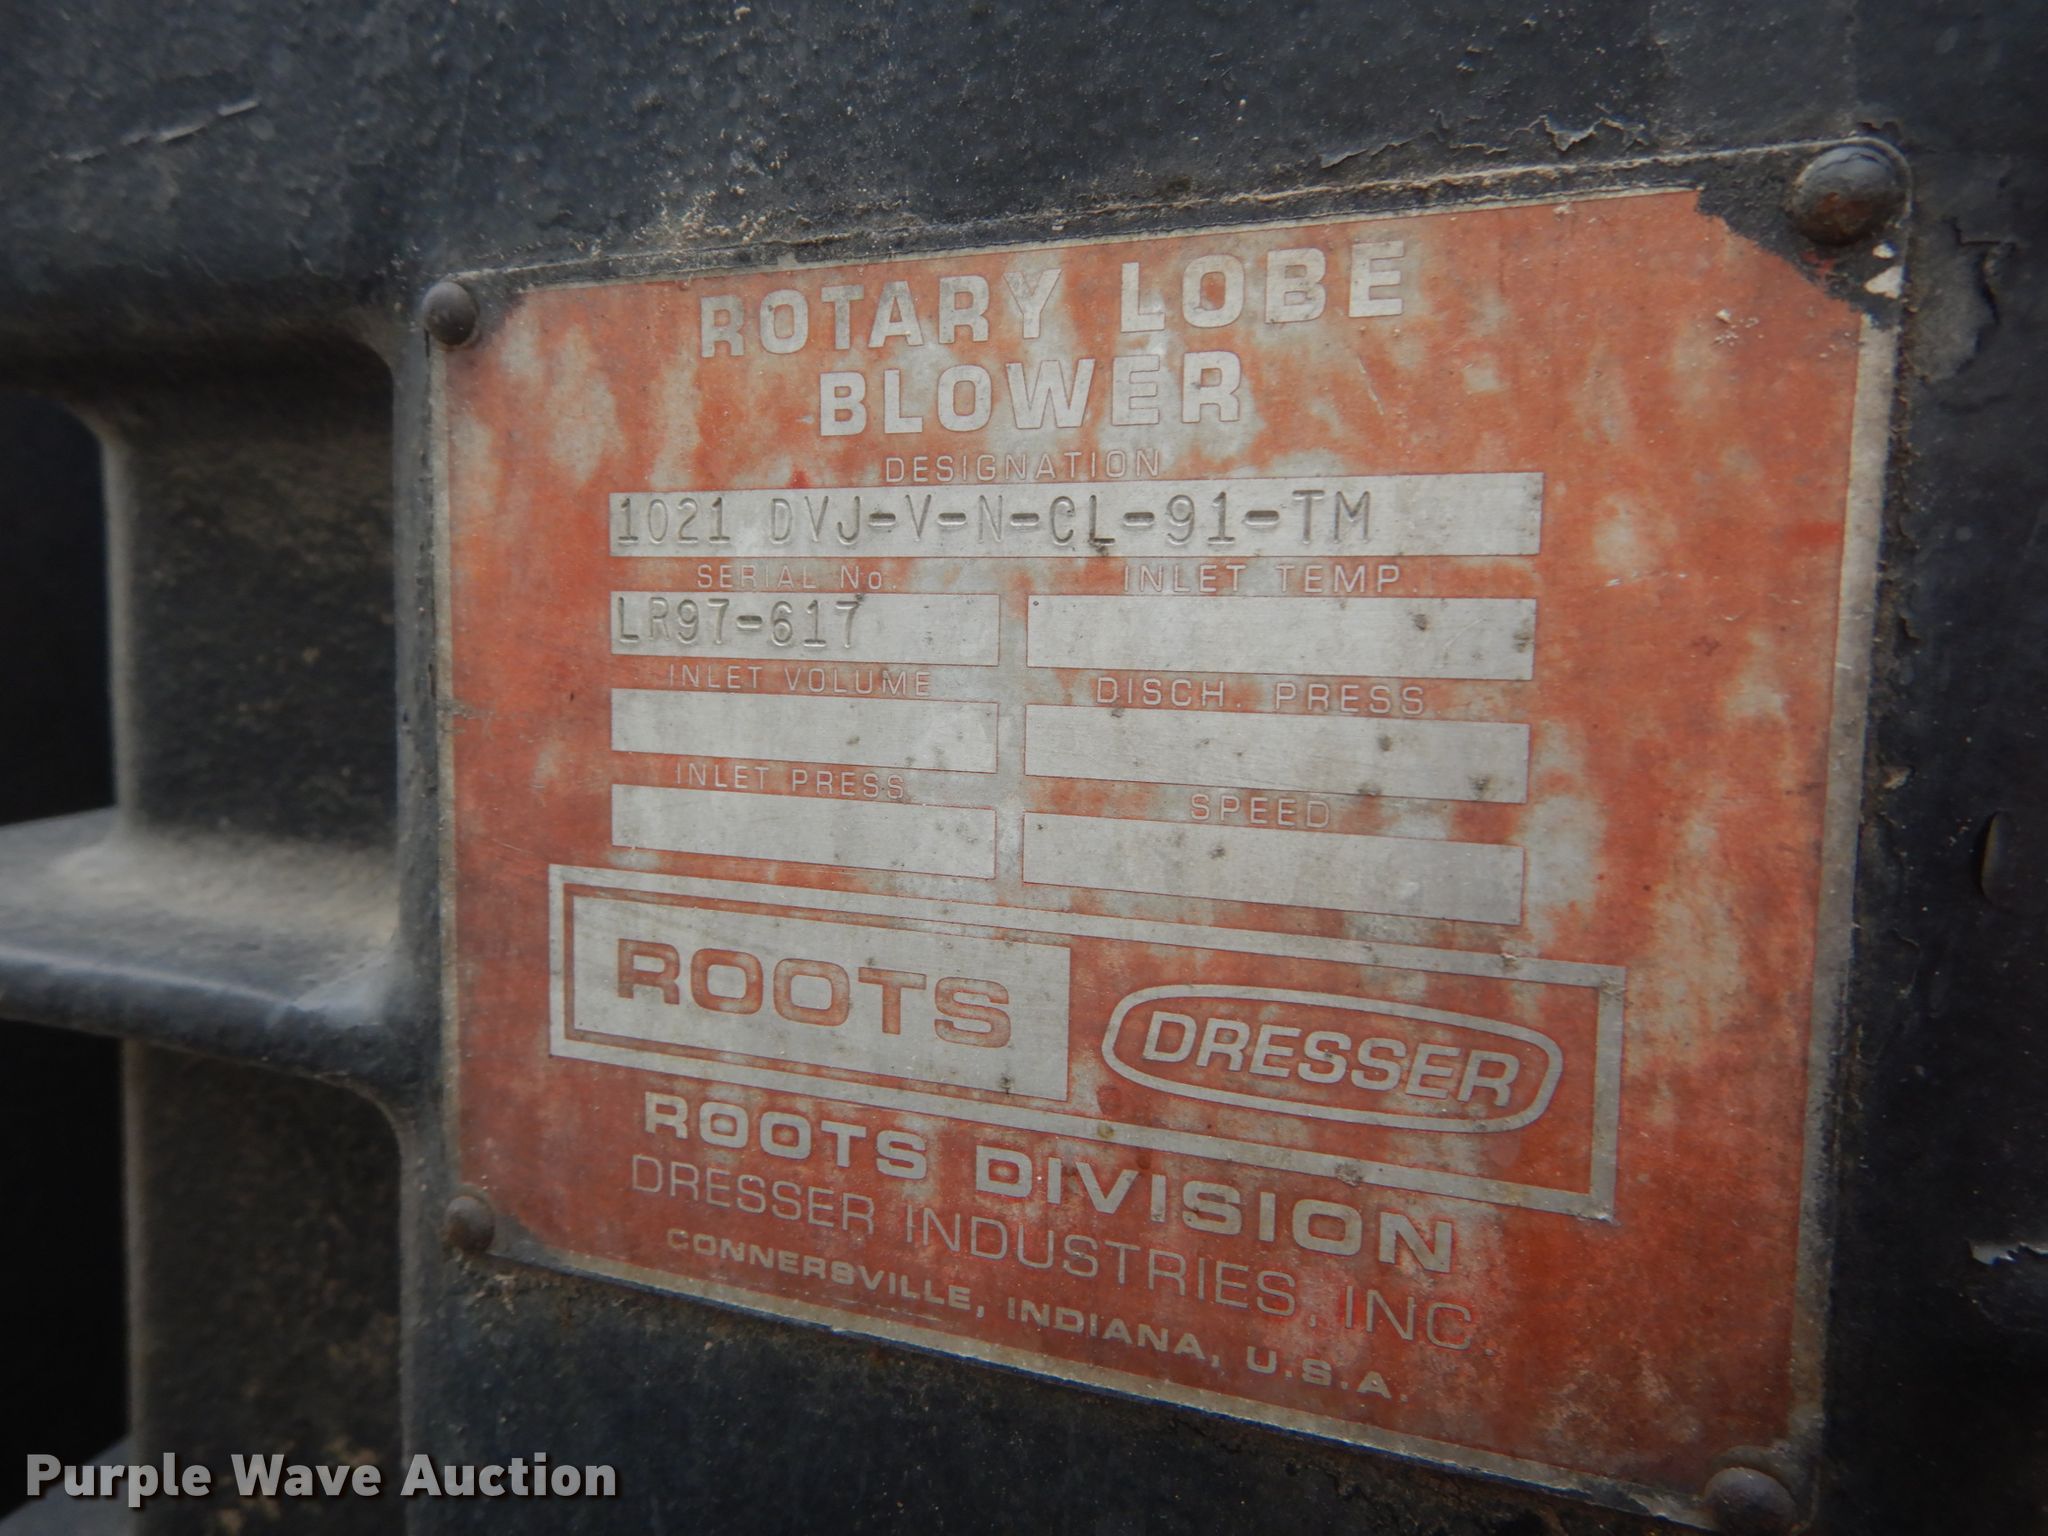 ROTARY LOBE
BLOWER
DESIGNATION
1021 DVJ-V-N-CL-91-TM
SERIAL No. INLET TEMP.
LR97-617
INLET VOLUME DISCH. PRESS.
INLET PRESS. SPEED
ROOTS DRESSER
ROOTS DIVISION
DRESSER INDUSTRIES, INC.
CONNERSVILLE, INDIANA, U.S.A.
Purple Wave Auction